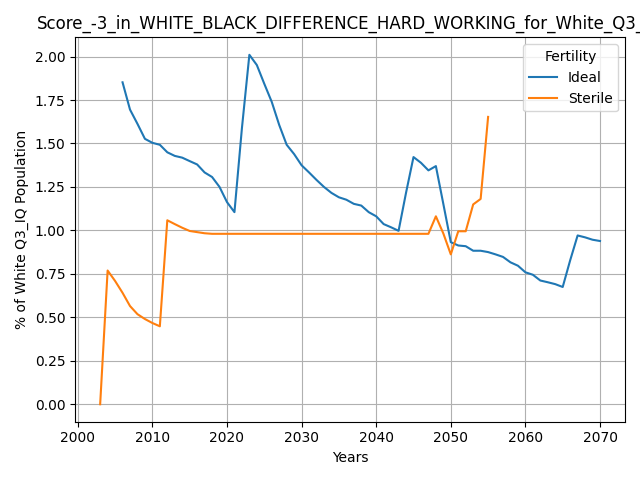 Score_-3_in_WHITE_BLACK_DIFFERENCE_HARD_WORKING_for_White_Q3_
Fertility
Ideal
Sterile
% of White Q3_IQ Population
2.00
1.75
1.50
1.25
1.00
0.75
0.50
0.25
0.00
2000 2010 2020 2030 2040 2050 2060 2070
Years